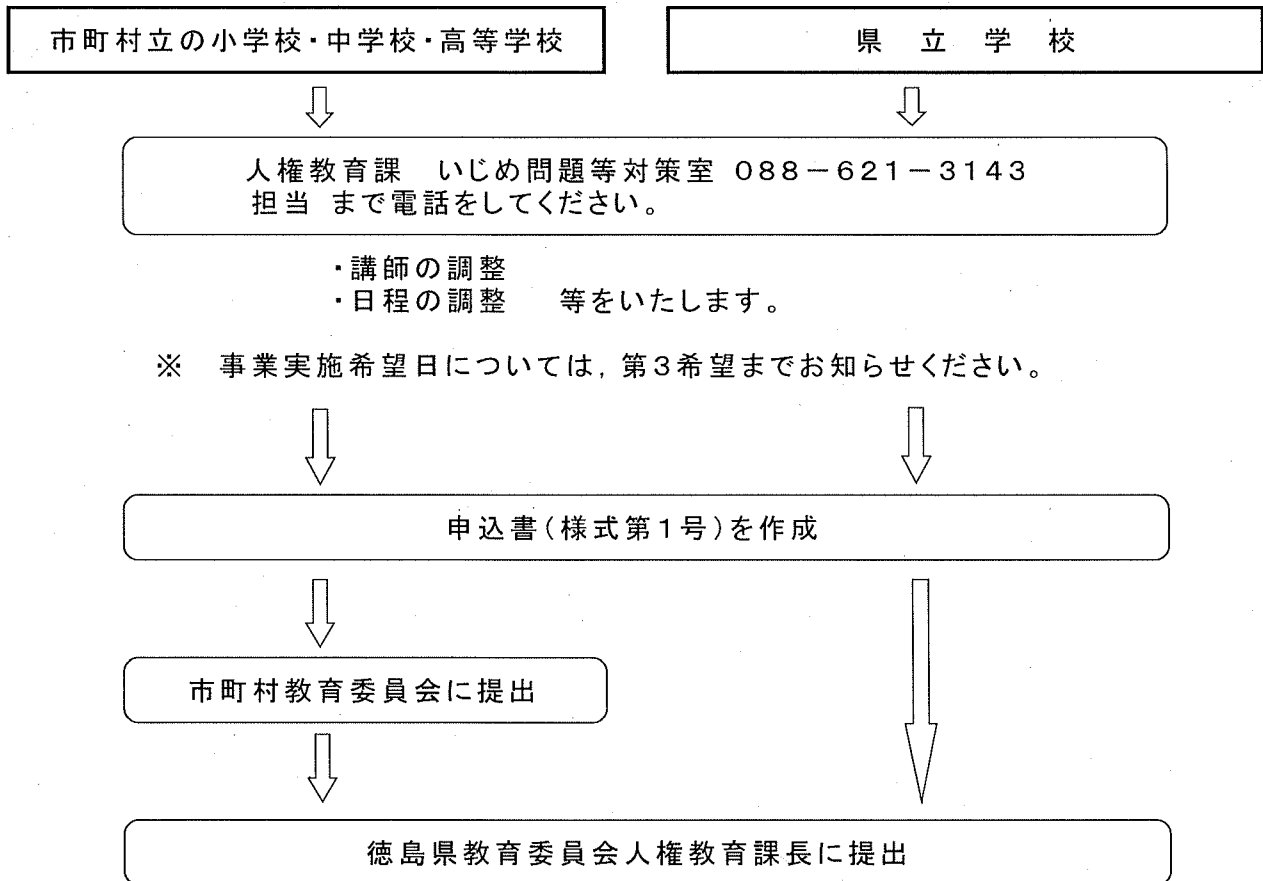 市町村立の小学校・中学校・高等学校
県立学校
人権教育課　いじめ問題等対策室 ０８８－６２１－３１４３
担当 まで電話をしてください。
・講師の調整
・日程の調整　等をいたします。
※　事業実施希望日については，第３希望までお知らせください。
申込書（様式第１号）を作成
市町村教育委員会に提出
徳島県教育委員会人権教育課長に提出